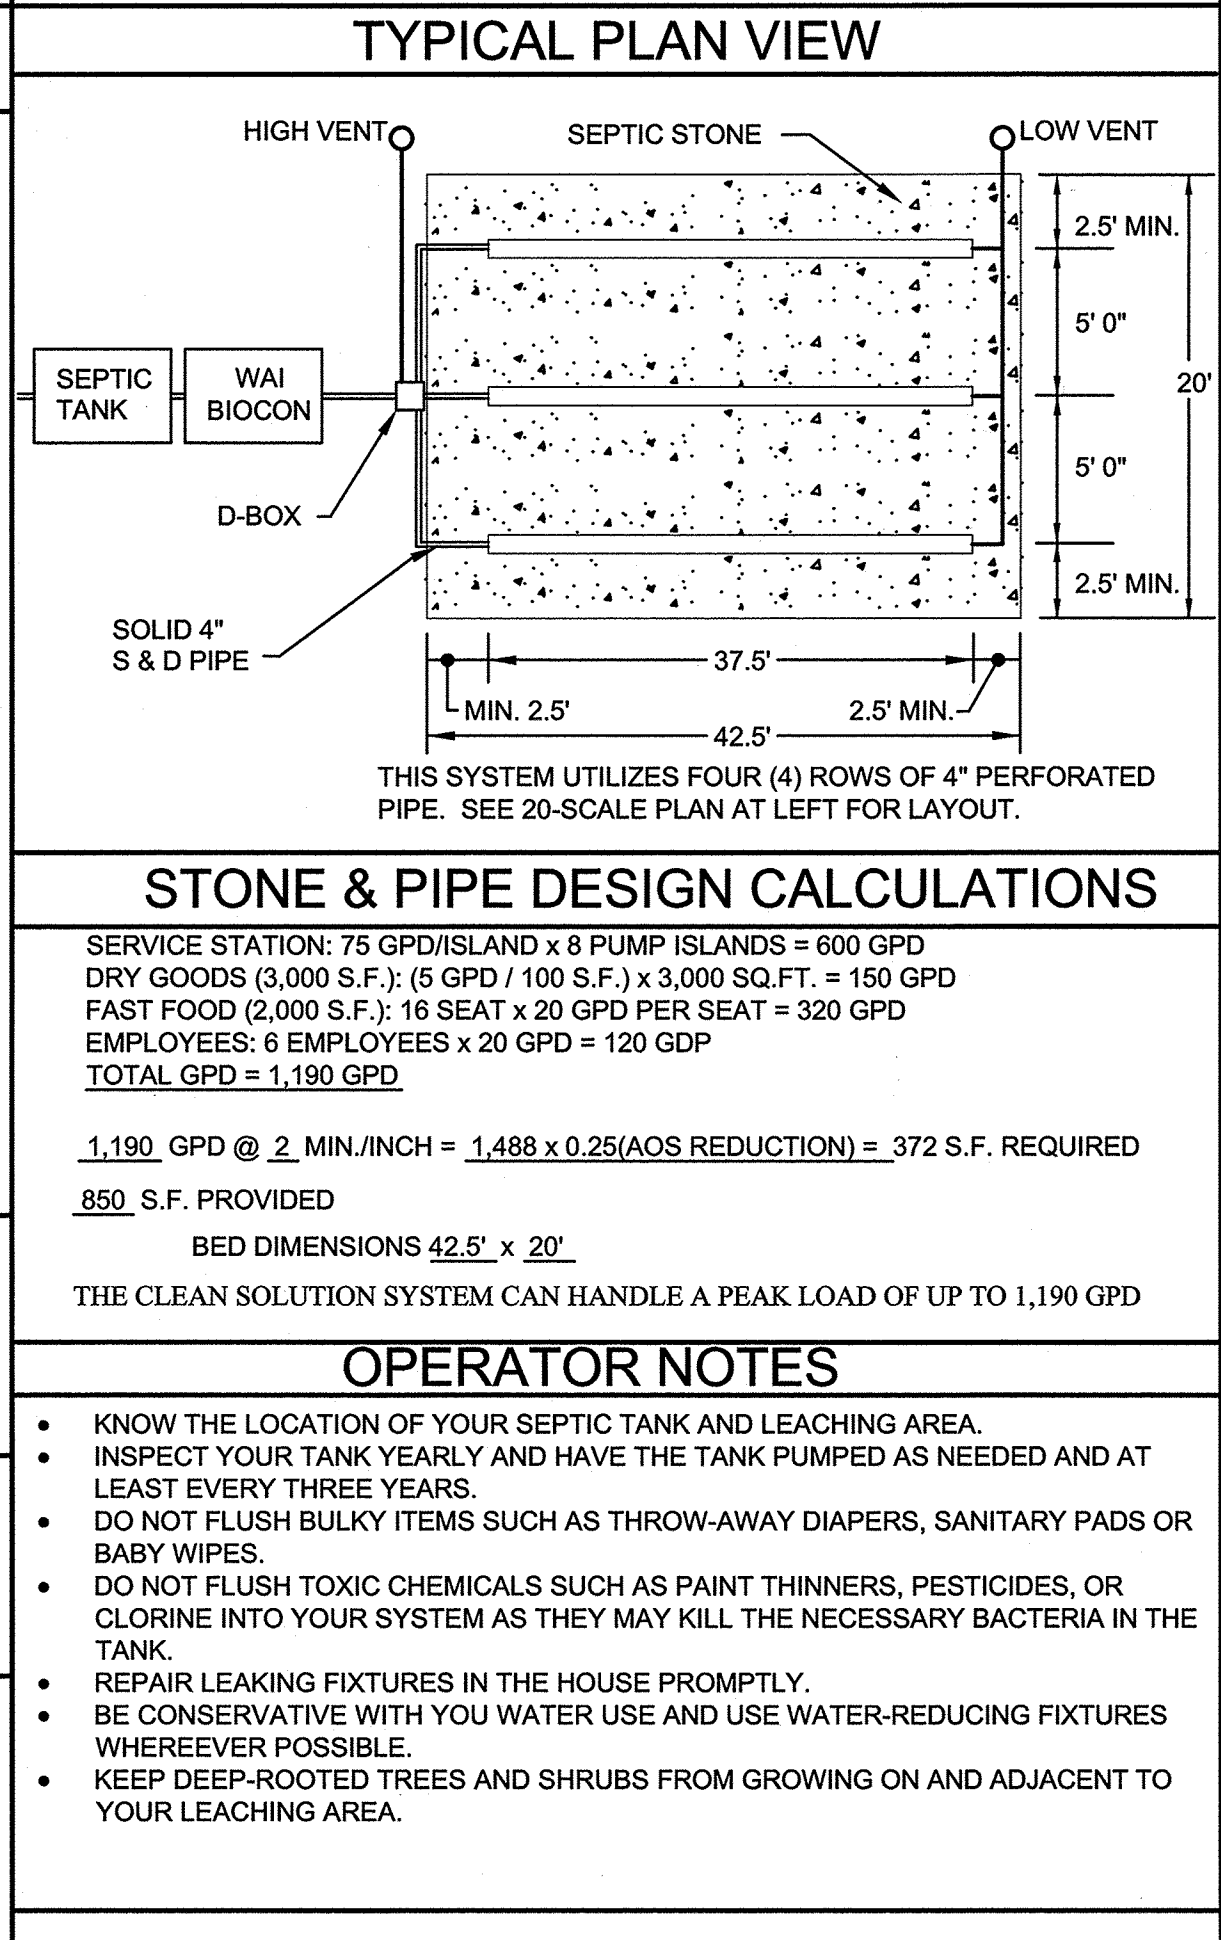 TYPICAL PLAN VIEW
HIGH VENT
SEPTIC STONE
LOW VENT
2.5' MIN.
5' 0"
20'
SEPTIC
TANK
WAI
BIOCON
5' 0"
D-BOX
2.5' MIN.
SOLID 4"
S & D PIPE
37.5'
MIN. 2.5'
2.5' MIN.
42.5'
THIS SYSTEM UTILIZES FOUR (4) ROWS OF 4" PERFORATED
PIPE. SEE 20-SCALE PLAN AT LEFT FOR LAYOUT.
STONE & PIPE DESIGN CALCULATIONS
SERVICE STATION: 75 GPD/ISLAND x 8 PUMP ISLANDS = 600 GPD
DRY GOODS (3,000 S.F.): (5 GPD / 100 S.F.) x 3,000 SQ.FT. = 150 GPD
FAST FOOD (2,000 S.F.): 16 SEAT x 20 GPD PER SEAT = 320 GPD
EMPLOYEES: 6 EMPLOYEES x 20 GPD = 120 GDP
TOTAL GPD = 1,190 GPD
1,190 GPD @ 2 MIN./INCH = 1,488 x 0.25(AOS REDUCTION) = 372 S.F. REQUIRED
850 S.F. PROVIDED
BED DIMENSIONS 42.5' x 20'
THE CLEAN SOLUTION SYSTEM CAN HANDLE A PEAK LOAD OF UP TO 1,190 GPD
OPERATOR NOTES
• KNOW THE LOCATION OF YOUR SEPTIC TANK AND LEACHING AREA.
• INSPECT YOUR TANK YEARLY AND HAVE THE TANK PUMPED AS NEEDED AND AT
LEAST EVERY THREE YEARS.
• DO NOT FLUSH BULKY ITEMS SUCH AS THROW-AWAY DIAPERS, SANITARY PADS OR
BABY WIPES.
• DO NOT FLUSH TOXIC CHEMICALS SUCH AS PAINT THINNERS, PESTICIDES, OR
CLORINE INTO YOUR SYSTEM AS THEY MAY KILL THE NECESSARY BACTERIA IN THE
TANK.
• REPAIR LEAKING FIXTURES IN THE HOUSE PROMPTLY.
• BE CONSERVATIVE WITH YOU WATER USE AND USE WATER-REDUCING FIXTURES
WHEREEVER POSSIBLE.
• KEEP DEEP-ROOTED TREES AND SHRUBS FROM GROWING ON AND ADJACENT TO
YOUR LEACHING AREA.